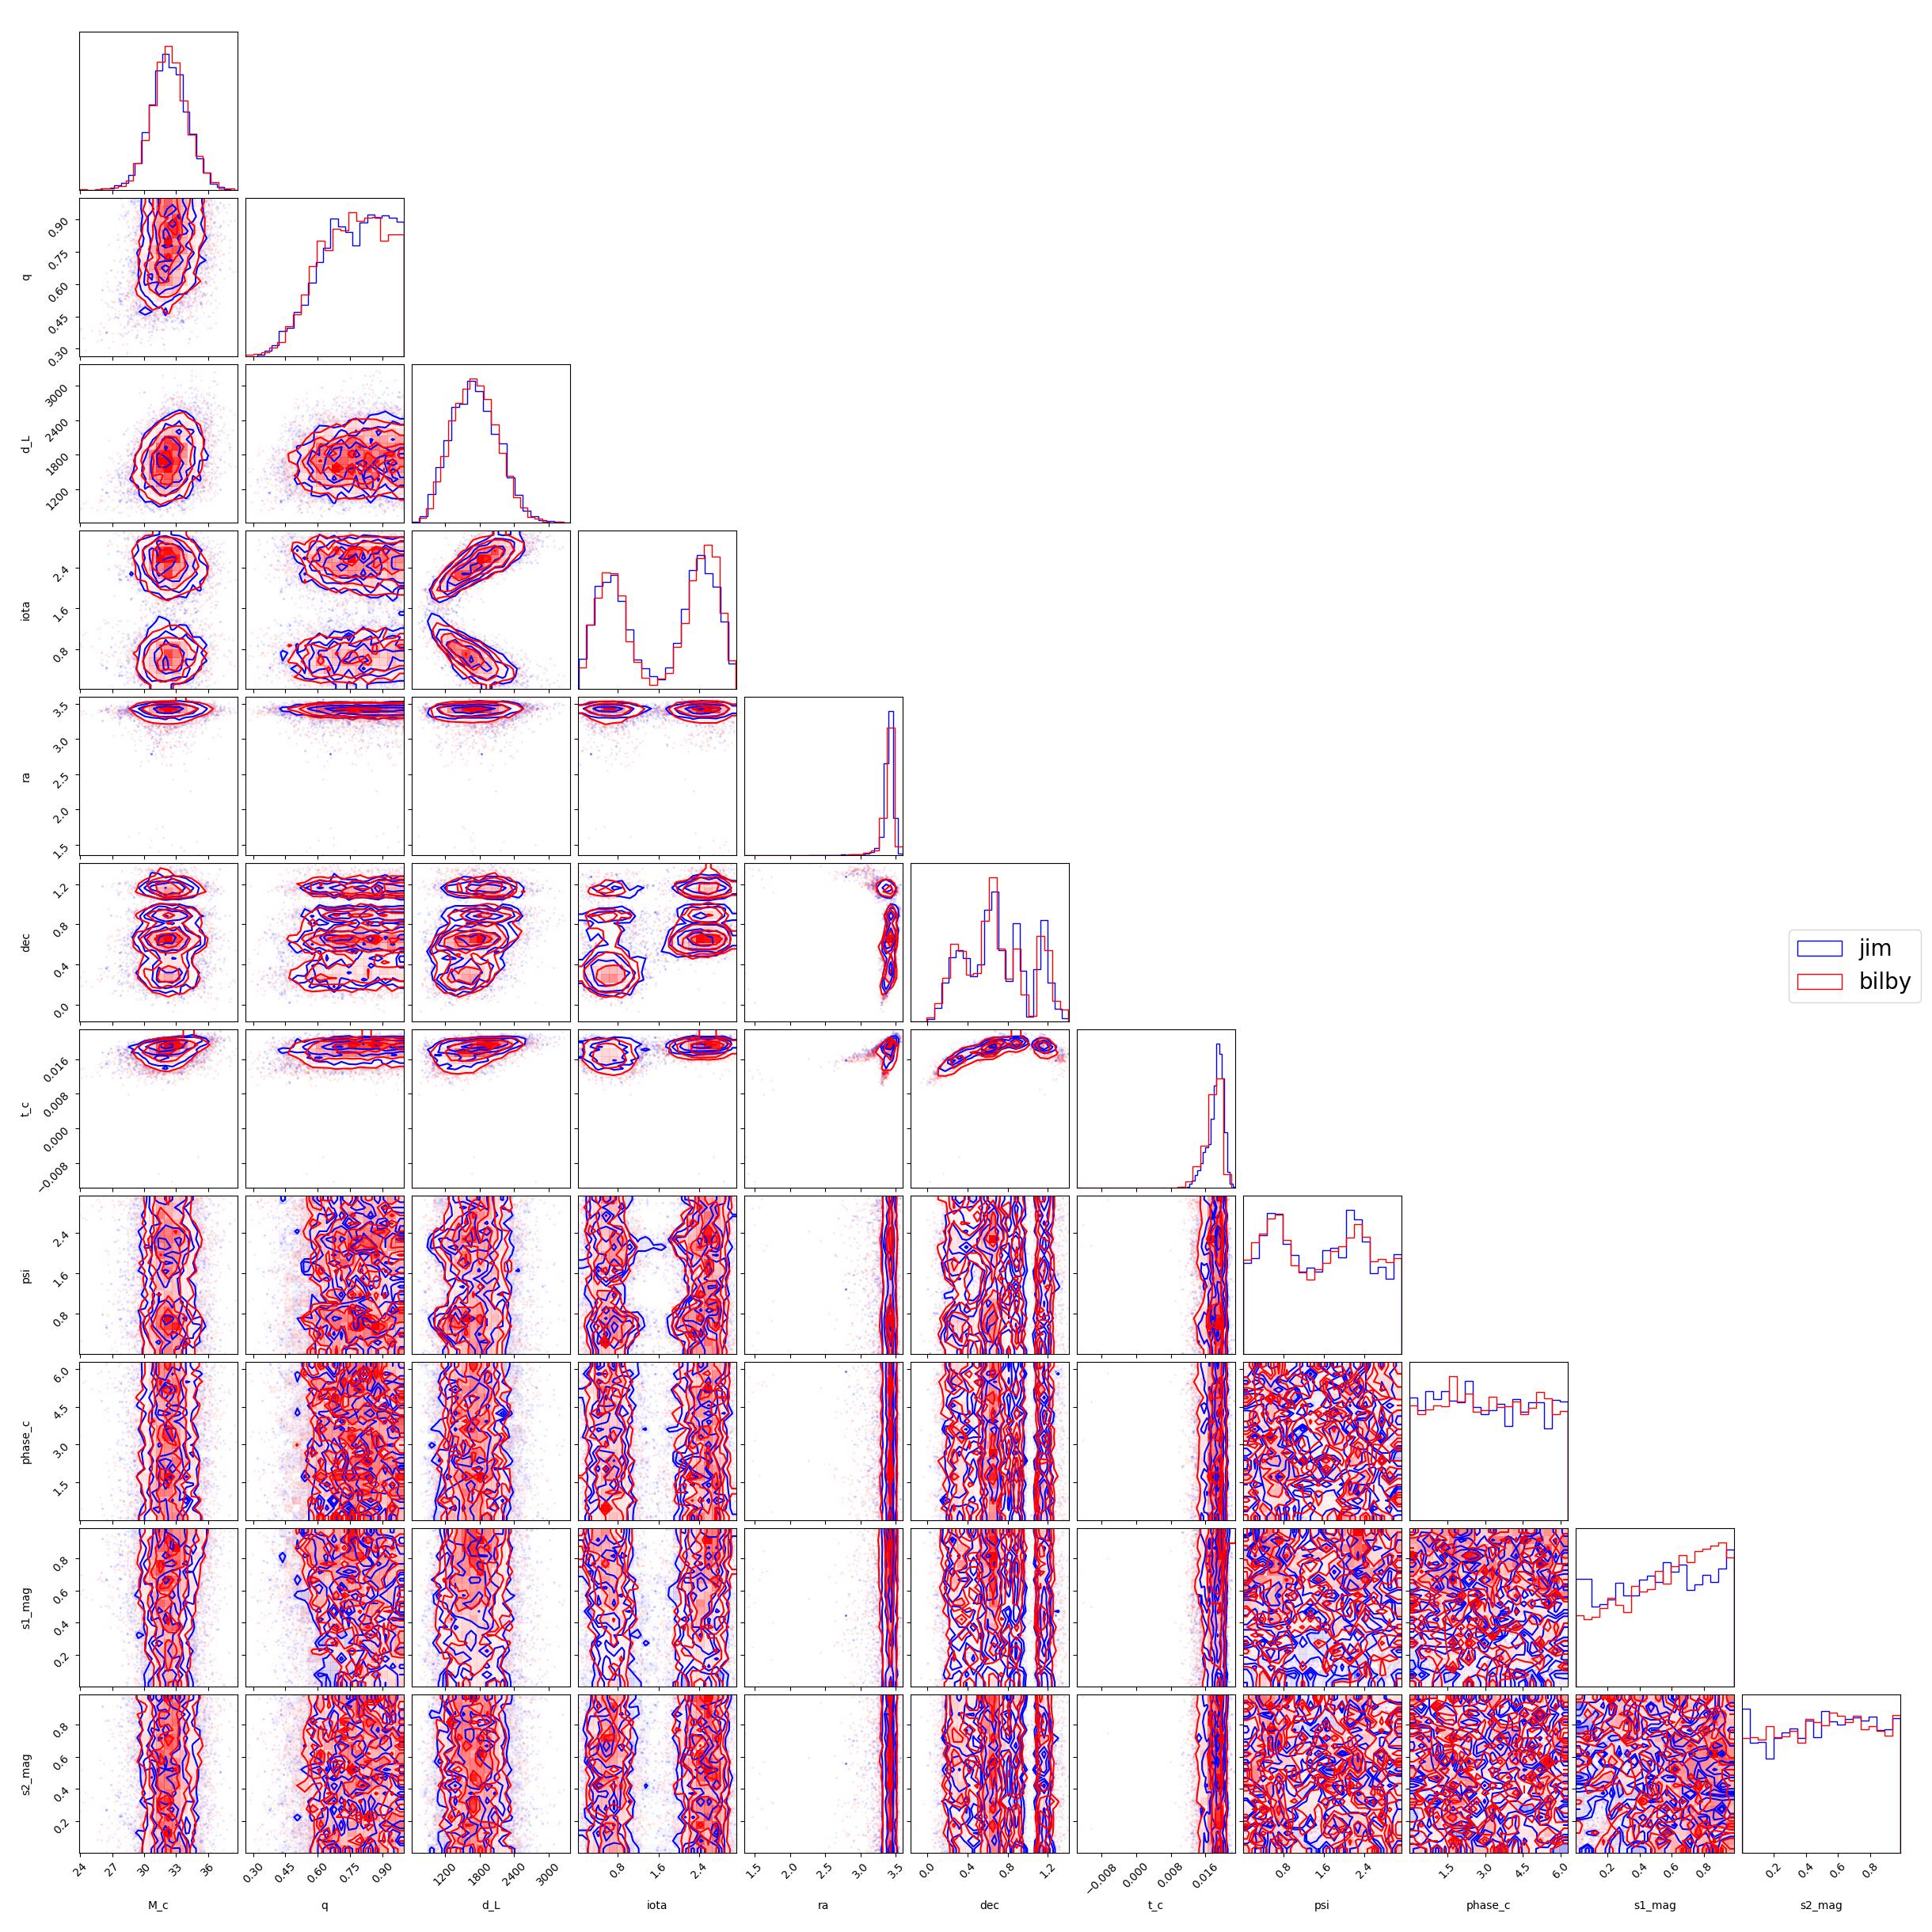 0.90
0.75
0.60
0.45
0.30
q
3000
2400
1800
1200
d_L
2.4
1.6
0.8
iota
3.5
3.0
2.5
2.0
1.5
ra
1.2
0.8
0.4
0.0
dec
jim
bilby
0.016
0.008
0.000
−0.008
t_c
2.4
1.6
0.8
psi
6.0
4.5
3.0
1.5
phase_c
0.8
0.6
0.4
0.2
s1_mag
0.8
0.6
0.4
0.2
s2_mag
24 27 30 33 36
0.30 0.45 0.60 0.75 0.90
1200 1800 2400 3000
0.8 1.6 2.4
1.5 2.0 2.5 3.0 3.5
0.0 0.4 0.8 1.2
−0.008 0.000 0.008 0.016
0.8 1.6 2.4
1.5 3.0 4.5 6.0
0.2 0.4 0.6 0.8
0.2 0.4 0.6 0.8
M_c q d_L iota ra dec t_c psi phase_c s1_mag s2_mag